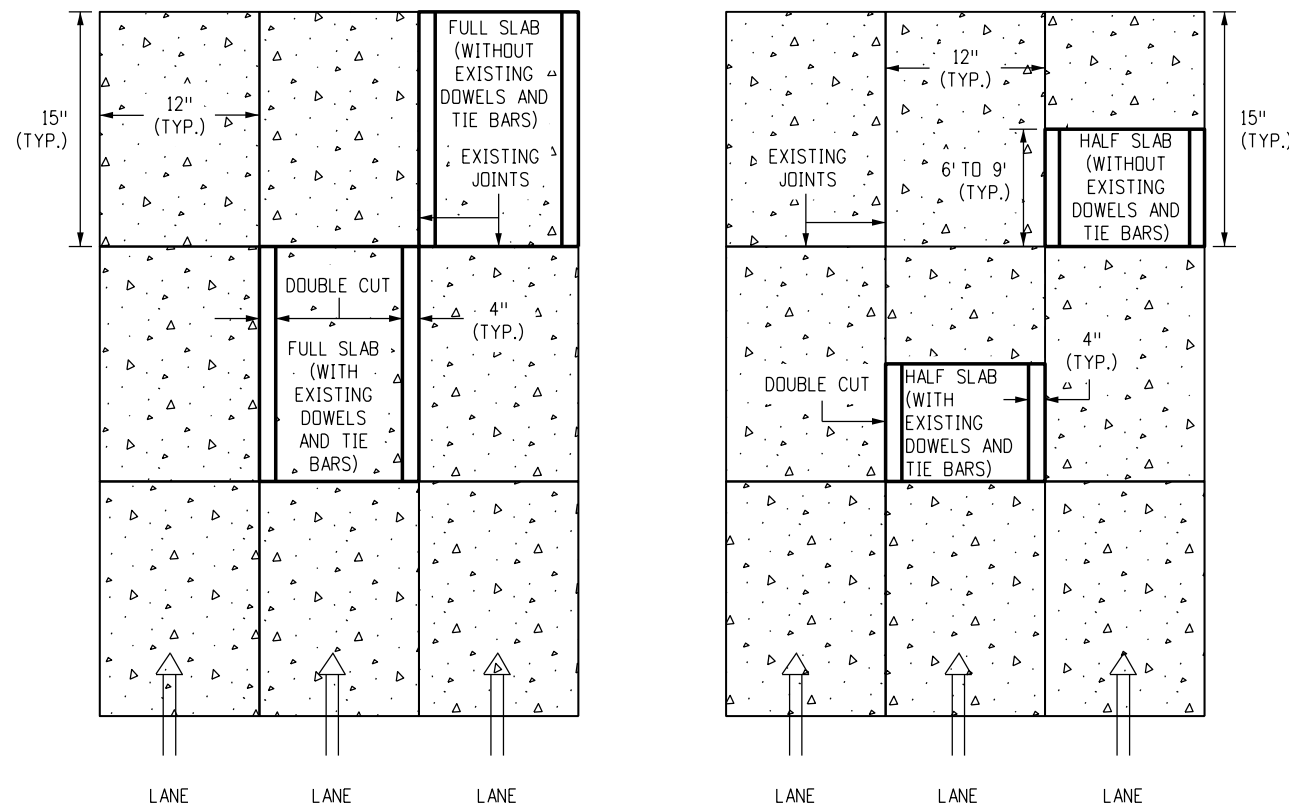 FULL SLAB
(WITHOUT
EXISTING
DOWELS AND
TIE BARS)
15"
(TYP.)
12"
(TYP.)
EXISTING
JOINTS
DOUBLE CUT
4"
(TYP.)
FULL SLAB
(WITH
EXISTING
DOWELS
AND TIE
BARS)
LANE
LANE
LANE
12"
(TYP.)
15"
(TYP.)
EXISTING
JOINTS
6' TO 9'
(TYP.)
HALF SLAB
(WITHOUT
EXISTING
DOWELS AND
TIE BARS)
4"
(TYP.)
DOUBLE CUT
HALF SLAB
(WITH
EXISTING
DOWELS AND
TIE BARS)
LANE
LANE
LANE